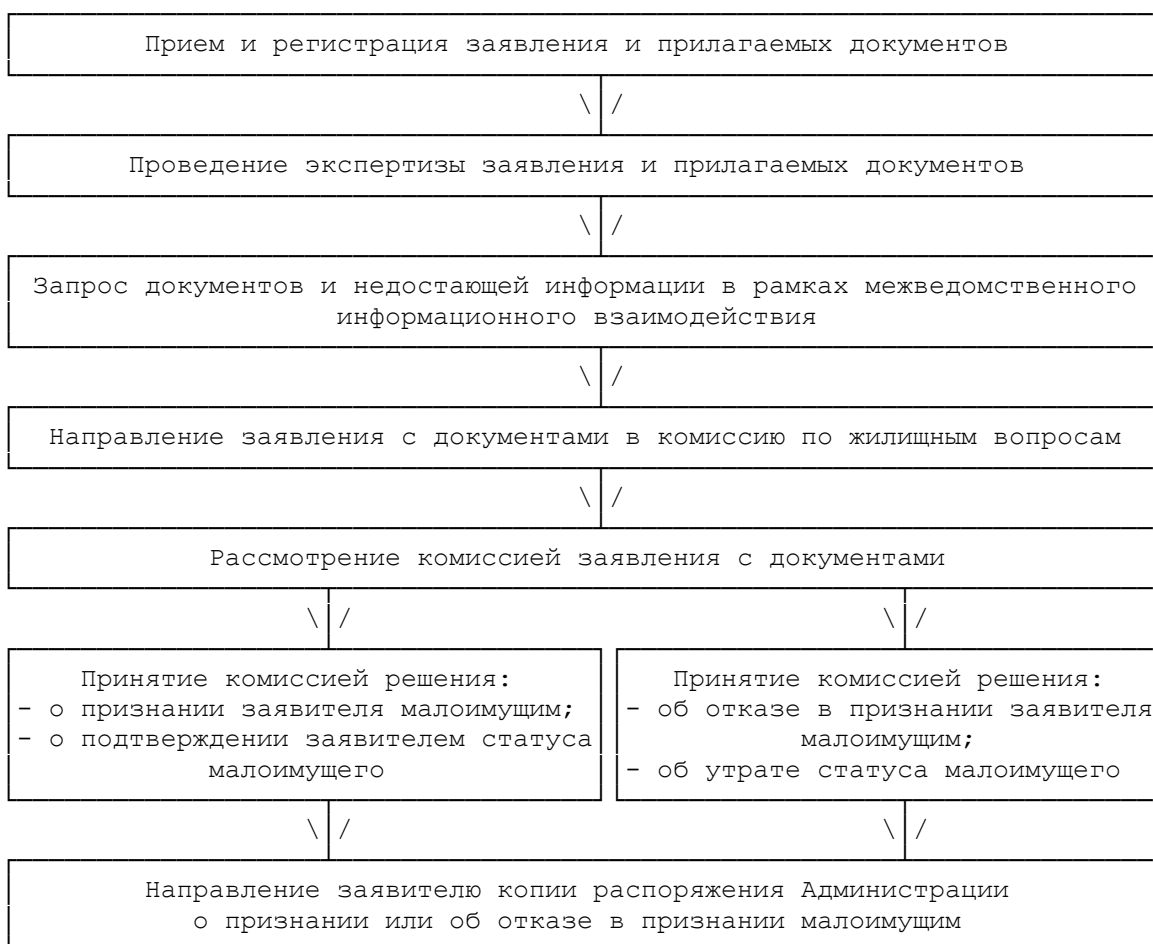 Прием и регистрация заявления и прилагаемых документов
Проведение экспертизы заявления и прилагаемых документов
Запрос документов и недостающей информации в рамках межведомственного
информационного взаимодействия
Направление заявления с документами в комиссию по жилищным вопросам
Рассмотрение комиссией заявления с документами
Принятие комиссией решения:
- о признании заявителя малоимущим;
- о подтверждении заявителем статуса
малоимущего
Принятие комиссией решения:
- об отказе в признании заявителя
малоимущим;
- об утрате статуса малоимущего
Направление заявителю копии распоряжения Администрации
о признании или об отказе в признании малоимущим